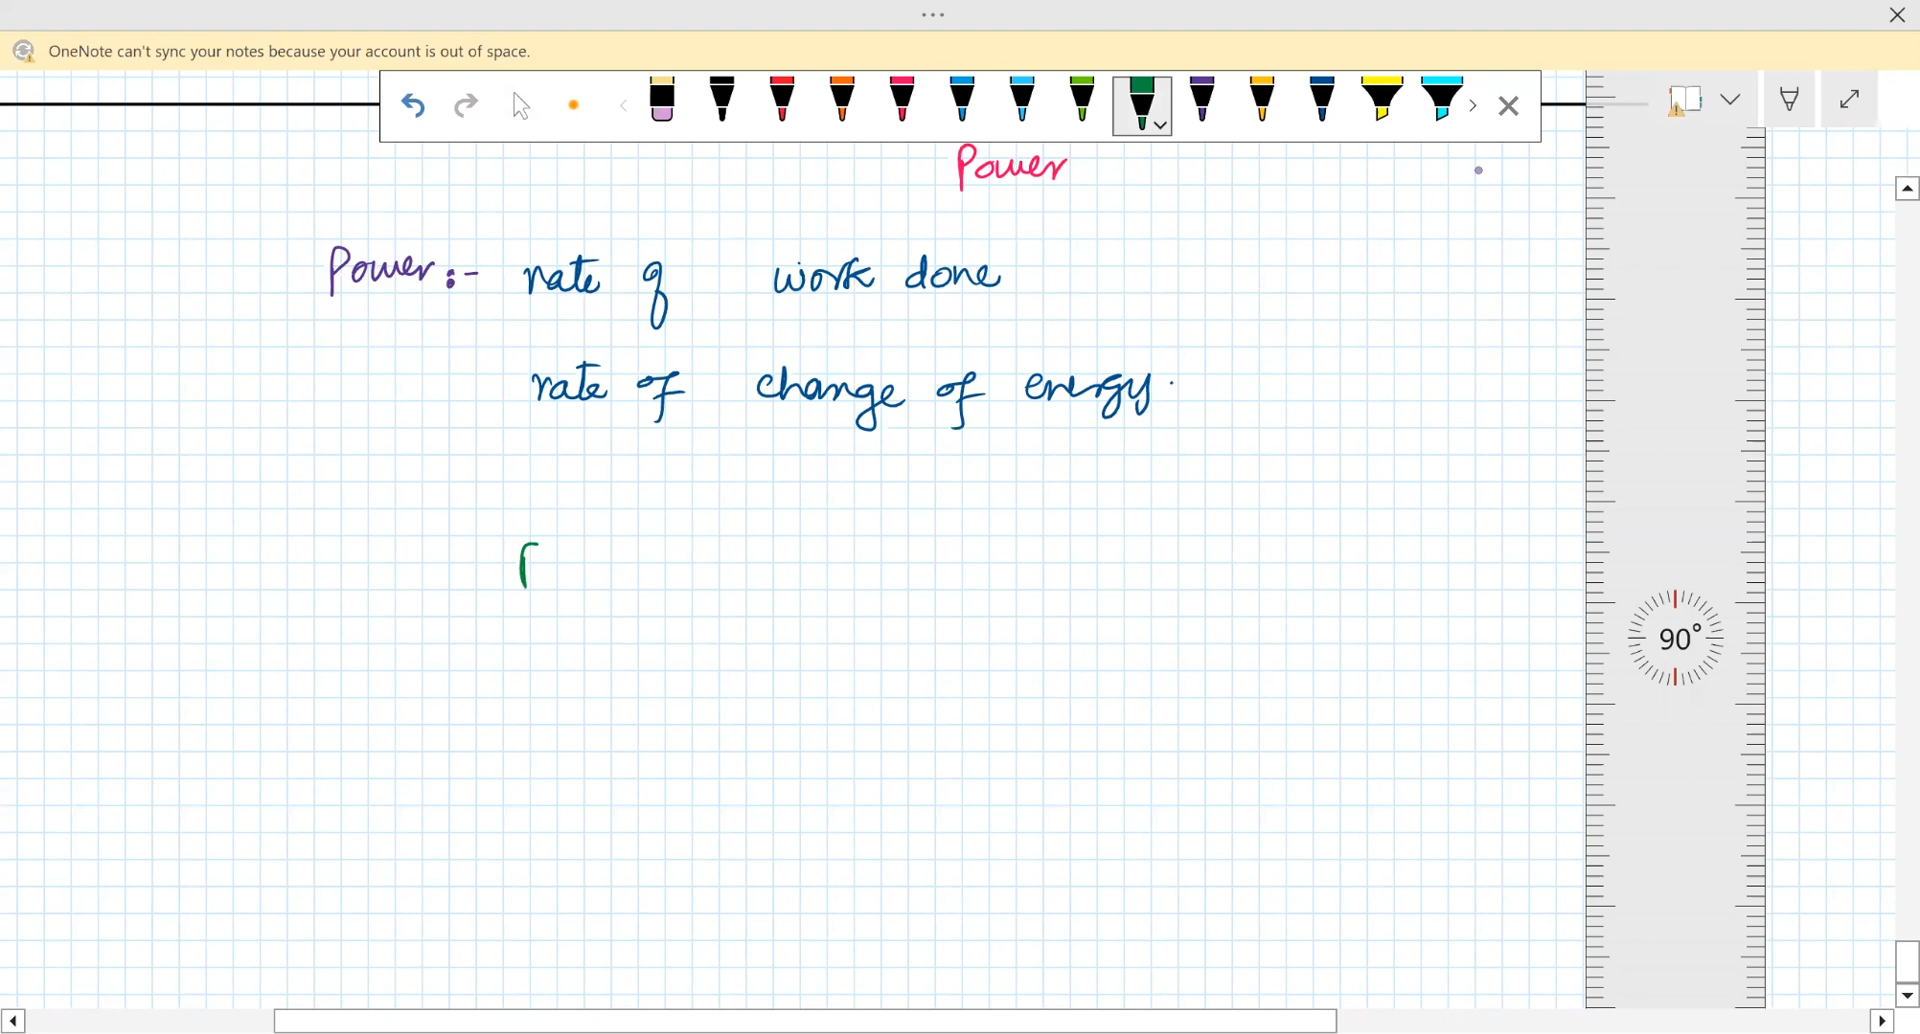 OneNote can't sync your notes because your account is out of space.
Power
Power:- rate of work done
rate of change of energy.
90°